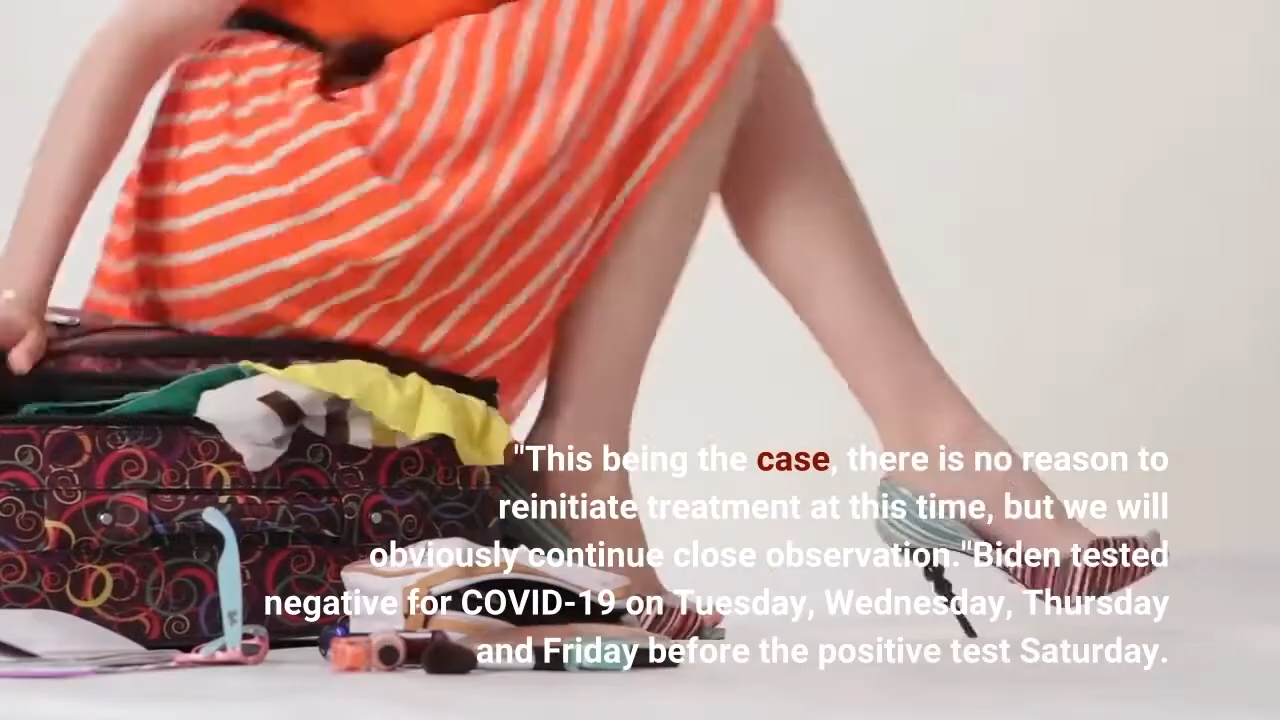 "This being the case, there is no reason to
reinitiate treatment at this time, but we will
obviously continue close observation."Biden tested
negative for COVID-19 on Tuesday, Wednesday, Thursday
and Friday before the positive test Saturday.